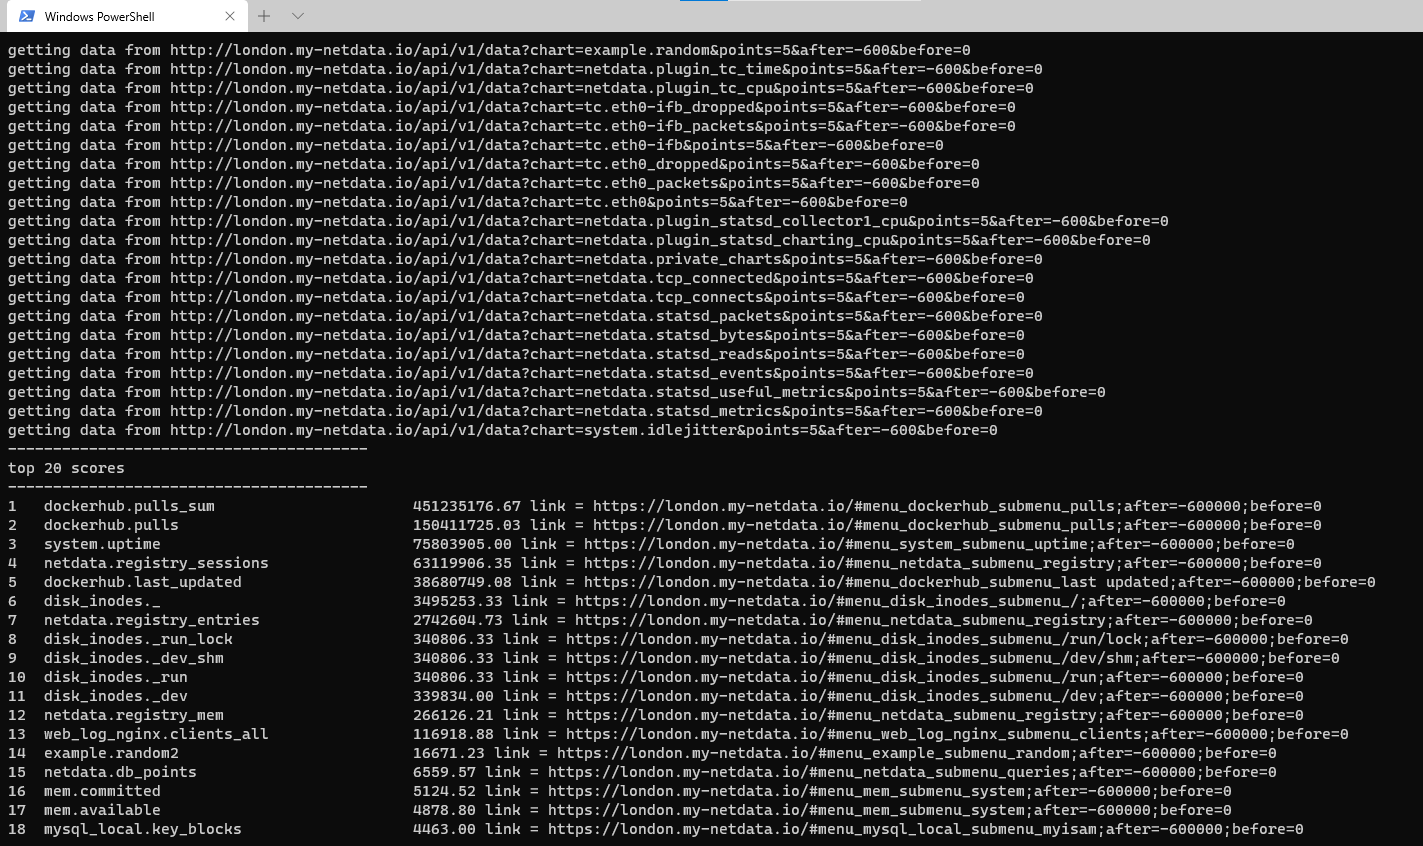 Windows PowerShell
getting data from http://london.my-netdata.io/api/v1/data?chart=example.random&points=5&after=-600&before=0
getting data from http://london.my-netdata.io/api/v1/data?chart=netdata.plugin_tc_time&points=5&after=-600&before=0
getting data from http://london.my-netdata.io/api/v1/data?chart=netdata.plugin_tc_cpu&points=5&after=-600&before=0
getting data from http://london.my-netdata.io/api/v1/data?chart=tc.eth0-ifb_dropped&points=5&after=-600&before=0
getting data from http://london.my-netdata.io/api/v1/data?chart=tc.eth0-ifb_packets&points=5&after=-600&before=0
getting data from http://london.my-netdata.io/api/v1/data?chart=tc.eth0-ifb&points=5&after=-600&before=0
getting data from http://london.my-netdata.io/api/v1/data?chart=tc.eth0_dropped&points=5&after=-600&before=0
getting data from http://london.my-netdata.io/api/v1/data?chart=tc.eth0_packets&points=5&after=-600&before=0
getting data from http://london.my-netdata.io/api/v1/data?chart=tc.eth0&points=5&after=-600&before=0
getting data from http://london.my-netdata.io/api/v1/data?chart=netdata.plugin_statsd_collector1_cpu&points=5&after=-600&before=0
getting data from http://london.my-netdata.io/api/v1/data?chart=netdata.plugin_statsd_charting_cpu&points=5&after=-600&before=0
getting data from http://london.my-netdata.io/api/v1/data?chart=netdata.private_charts&points=5&after=-600&before=0
getting data from http://london.my-netdata.io/api/v1/data?chart=netdata.tcp_connected&points=5&after=-600&before=0
getting data from http://london.my-netdata.io/api/v1/data?chart=netdata.tcp_connects&points=5&after=-600&before=0
getting data from http://london.my-netdata.io/api/v1/data?chart=netdata.statsd_packets&points=5&after=-600&before=0
getting data from http://london.my-netdata.io/api/v1/data?chart=netdata.statsd_bytes&points=5&after=-600&before=0
getting data from http://london.my-netdata.io/api/v1/data?chart=netdata.statsd_reads&points=5&after=-600&before=0
getting data from http://london.my-netdata.io/api/v1/data?chart=netdata.statsd_events&points=5&after=-600&before=0
getting data from http://london.my-netdata.io/api/v1/data?chart=netdata.statsd_useful_metrics&points=5&after=-600&before=0
getting data from http://london.my-netdata.io/api/v1/data?chart=netdata.statsd_metrics&points=5&after=-600&before=0
getting data from http://london.my-netdata.io/api/v1/data?chart=system.idlejitter&points=5&after=-600&before=0
----------------------------------------
top 20 scores
----------------------------------------
1 dockerhub.pulls_sum 451235176.67 link = https://london.my-netdata.io/#menu_dockerhub_submenu_pulls;after=-600000;before=0
2 dockerhub.pulls 150411725.03 link = https://london.my-netdata.io/#menu_dockerhub_submenu_pulls;after=-600000;before=0
3 system.uptime 75803905.00 link = https://london.my-netdata.io/#menu_system_submenu_uptime;after=-600000;before=0
4 netdata.registry_sessions 63119906.35 link = https://london.my-netdata.io/#menu_netdata_submenu_registry;after=-600000;before=0
5 dockerhub.last_updated 38680749.08 link = https://london.my-netdata.io/#menu_dockerhub_submenu_last updated;after=-600000;before=0
6 disk_inodes._ 3495253.33 link = https://london.my-netdata.io/#menu_disk_inodes_submenu_/;after=-600000;before=0
7 netdata.registry_entries 2742604.73 link = https://london.my-netdata.io/#menu_netdata_submenu_registry;after=-600000;before=0
8 disk_inodes._run_lock 340806.33 link = https://london.my-netdata.io/#menu_disk_inodes_submenu_/run/lock;after=-600000;before=0
9 disk_inodes._dev_shm 340806.33 link = https://london.my-netdata.io/#menu_disk_inodes_submenu_/dev/shm;after=-600000;before=0
10 disk_inodes._run 340806.33 link = https://london.my-netdata.io/#menu_disk_inodes_submenu_/run;after=-600000;before=0
11 disk_inodes._dev 339834.00 link = https://london.my-netdata.io/#menu_disk_inodes_submenu_/dev;after=-600000;before=0
12 netdata.registry_mem 266126.21 link = https://london.my-netdata.io/#menu_netdata_submenu_registry;after=-600000;before=0
13 web_log_nginx.clients_all 116918.88 link = https://london.my-netdata.io/#menu_web_log_nginx_submenu_clients;after=-600000;before=0
14 example.random2 16671.23 link = https://london.my-netdata.io/#menu_example_submenu_random;after=-600000;before=0
15 netdata.db_points 6559.57 link = https://london.my-netdata.io/#menu_netdata_submenu_queries;after=-600000;before=0
16 mem.committed 5124.52 link = https://london.my-netdata.io/#menu_mem_submenu_system;after=-600000;before=0
17 mem.available 4878.80 link = https://london.my-netdata.io/#menu_mem_submenu_system;after=-600000;before=0
18 mysql_local.key_blocks 4463.00 link = https://london.my-netdata.io/#menu_mysql_local_submenu_myisam;after=-600000;before=0